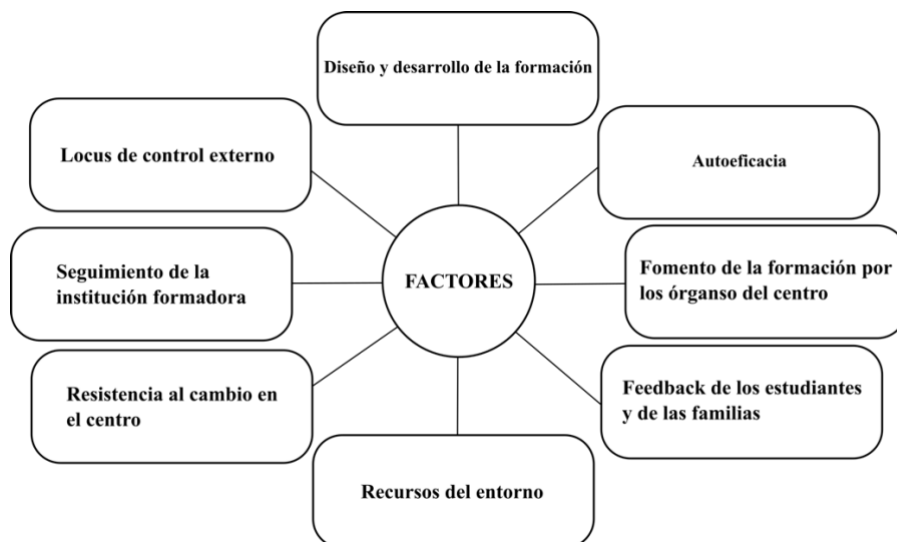 Diseño y desarrollo de la formación
Locus de control externo
Autoeficacia
Seguimiento de la
institución formadora
FACTORES
Fomento de la formación por
los órganso del centro
Resistencia al cambio en
el centro
Feedback de los estudiantes
y de las familias
Recursos del entorno